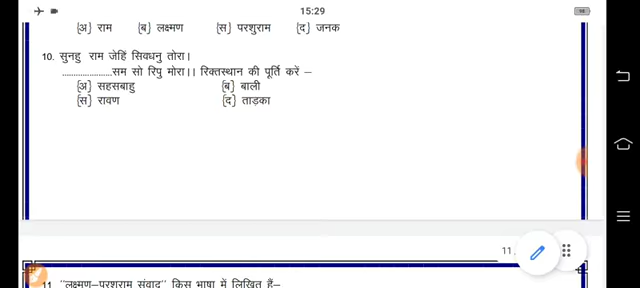 15:29
(अ) राम (ब) लक्ष्मण (स) परशुराम (द) जनक
10. सुनहु राम जेहिं सिवधनु तोरा।
......................सम सो रिपु मोरा।। रिक्तस्थान की पूर्ति करें –
(अ) सहसबाहु (ब) बाली
(स) रावण (द) ताड़का
11
11 "लक्ष्मण–परशुराम संवाद" किस भाषा में लिखित हैं–